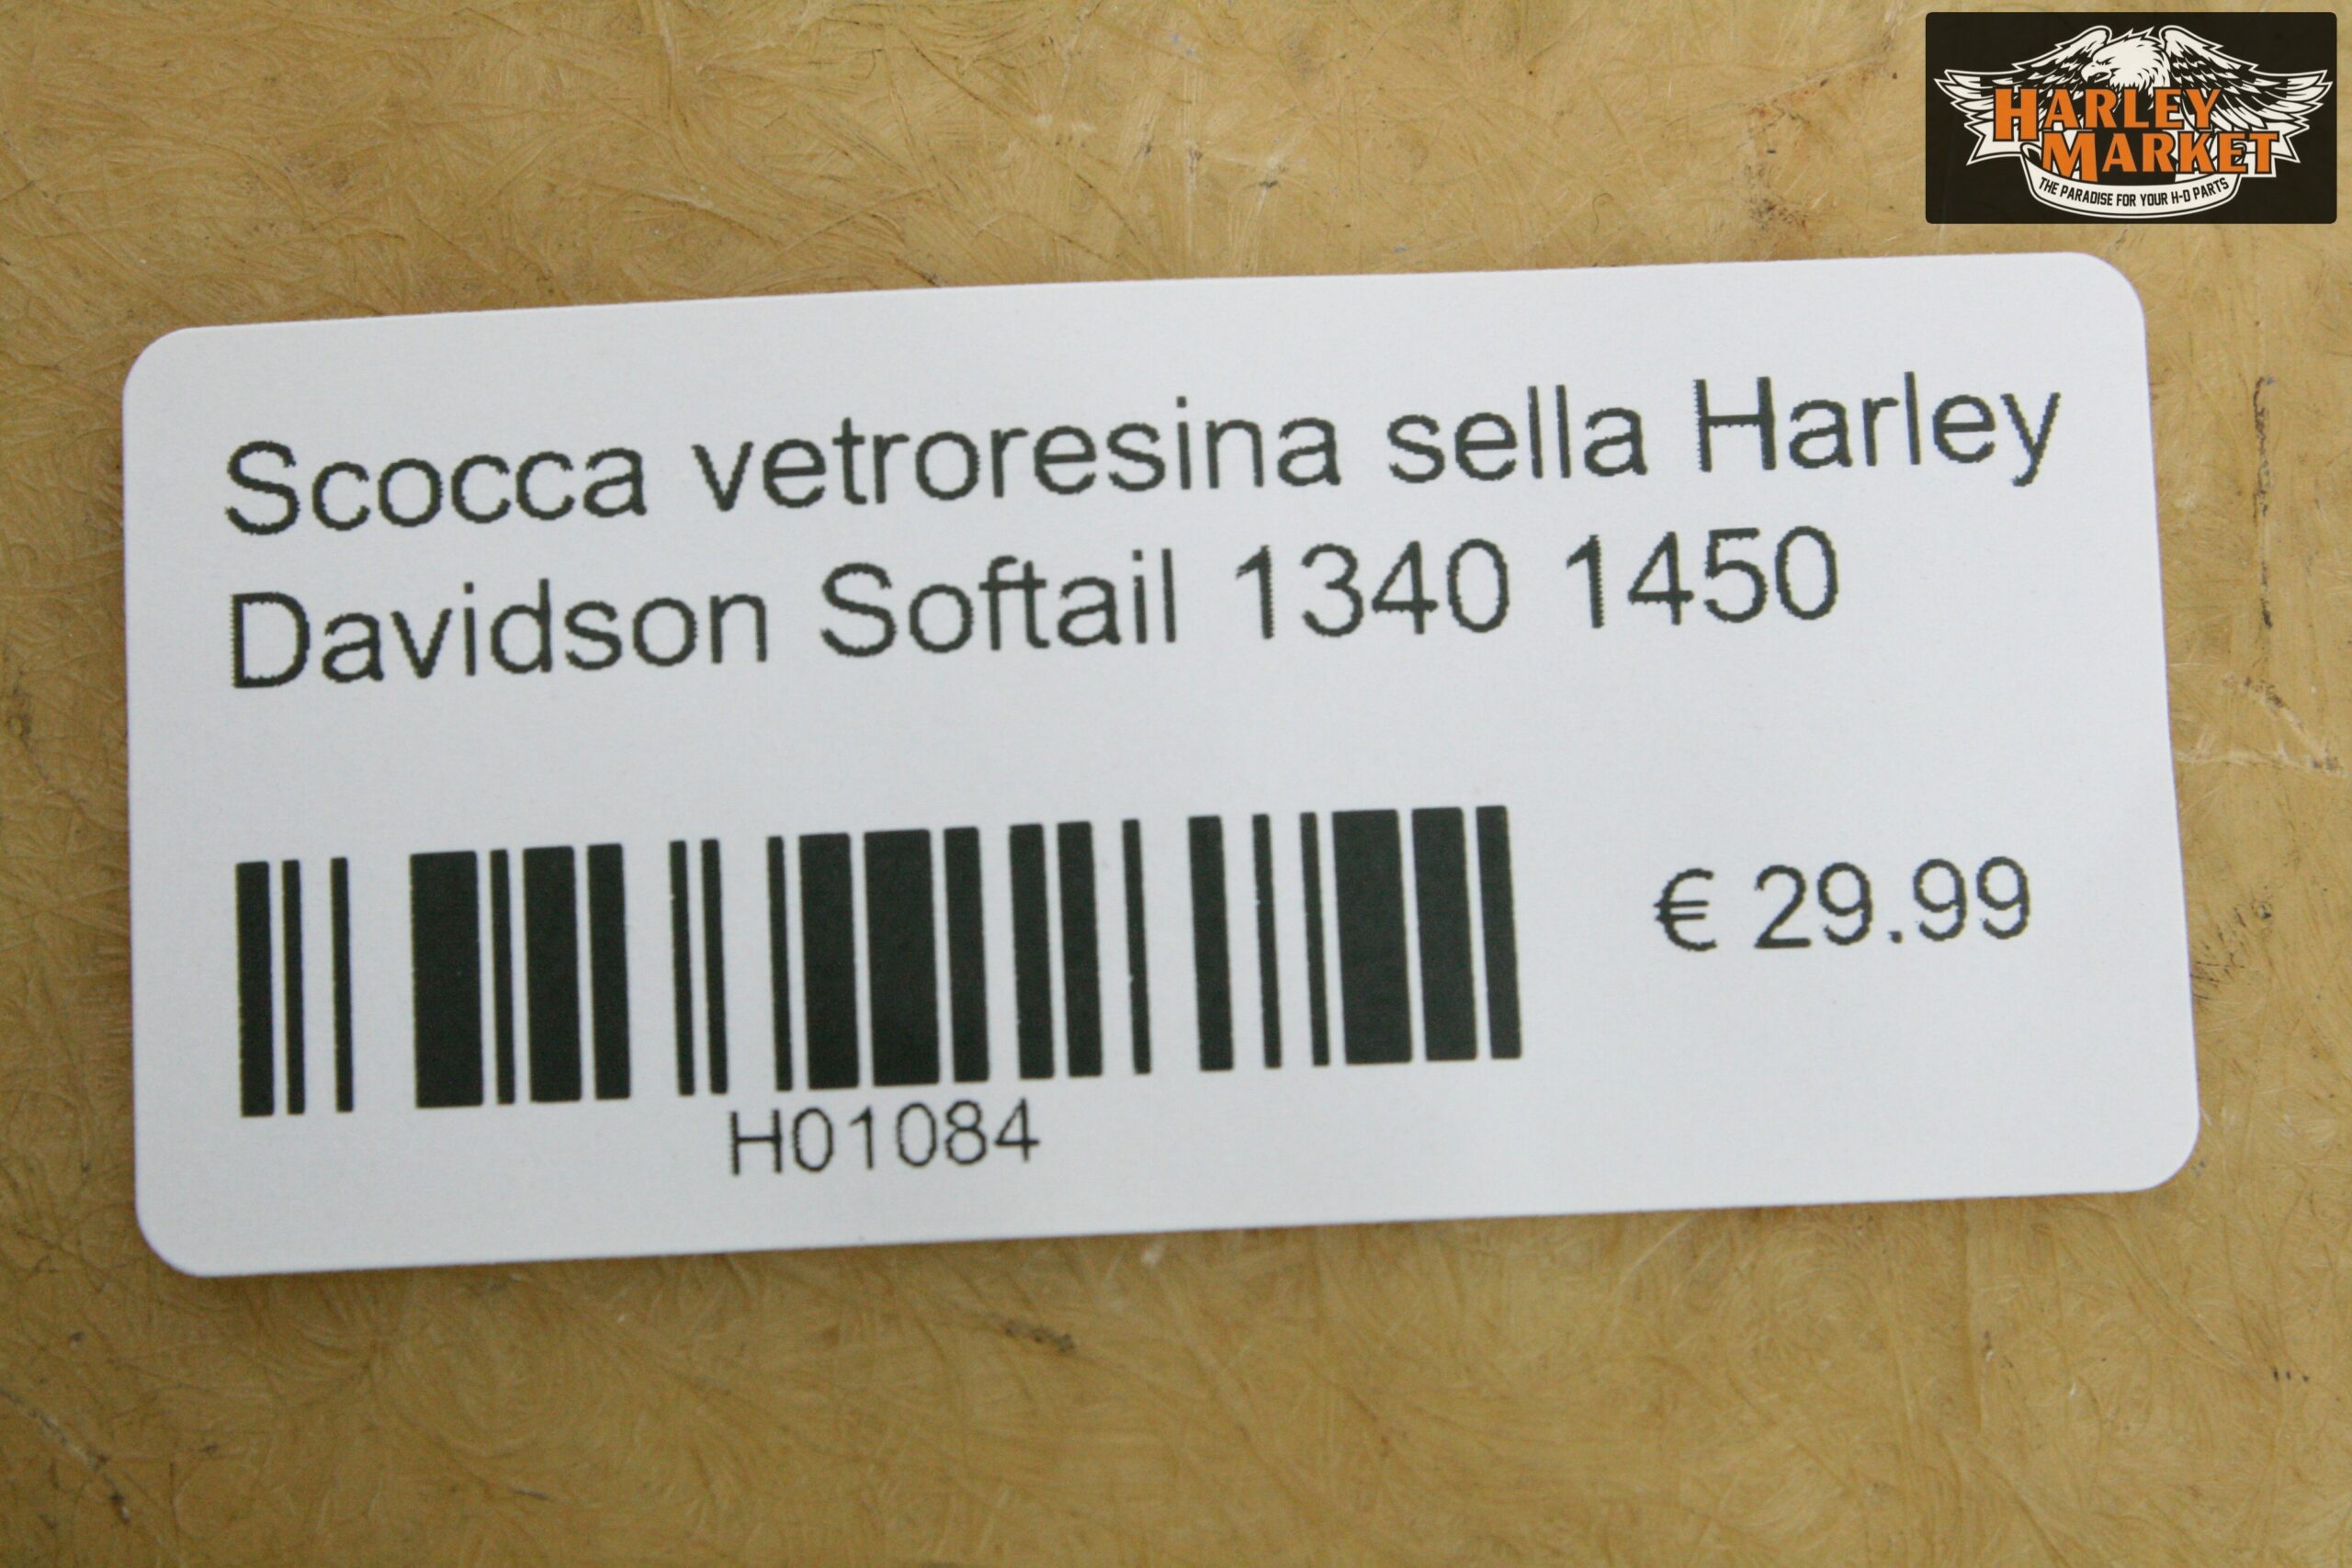 HARLEY
MARKET
THE PARADISE FOR YOUR H-D PARTS
Scocca vetroresina sella Harley
Davidson Softail 1340 1450
€ 29.99
H01084